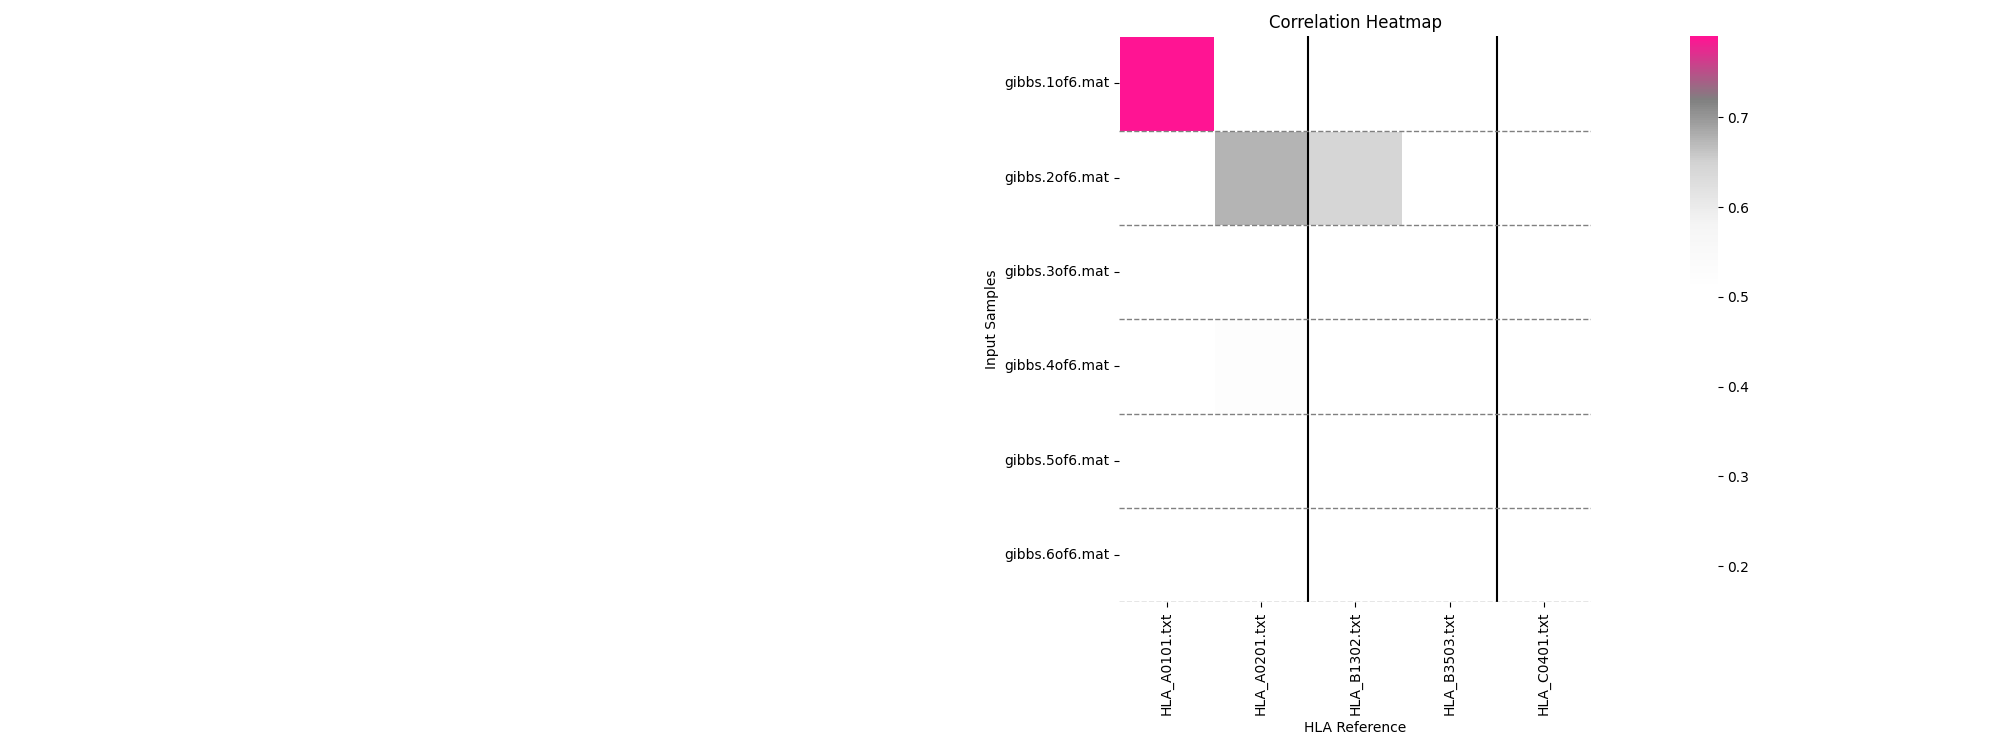 Correlation Heatmap
gibbs.1of6.mat
gibbs.2of6.mat
gibbs.3of6.mat
gibbs.4of6.mat
gibbs.5of6.mat
gibbs.6of6.mat
Input Samples
HLA_A0101.txt
HLA_A0201.txt
HLA_B1302.txt
HLA_B3503.txt
HLA_C0401.txt
HLA Reference
0.7
0.6
0.5
0.4
0.3
0.2